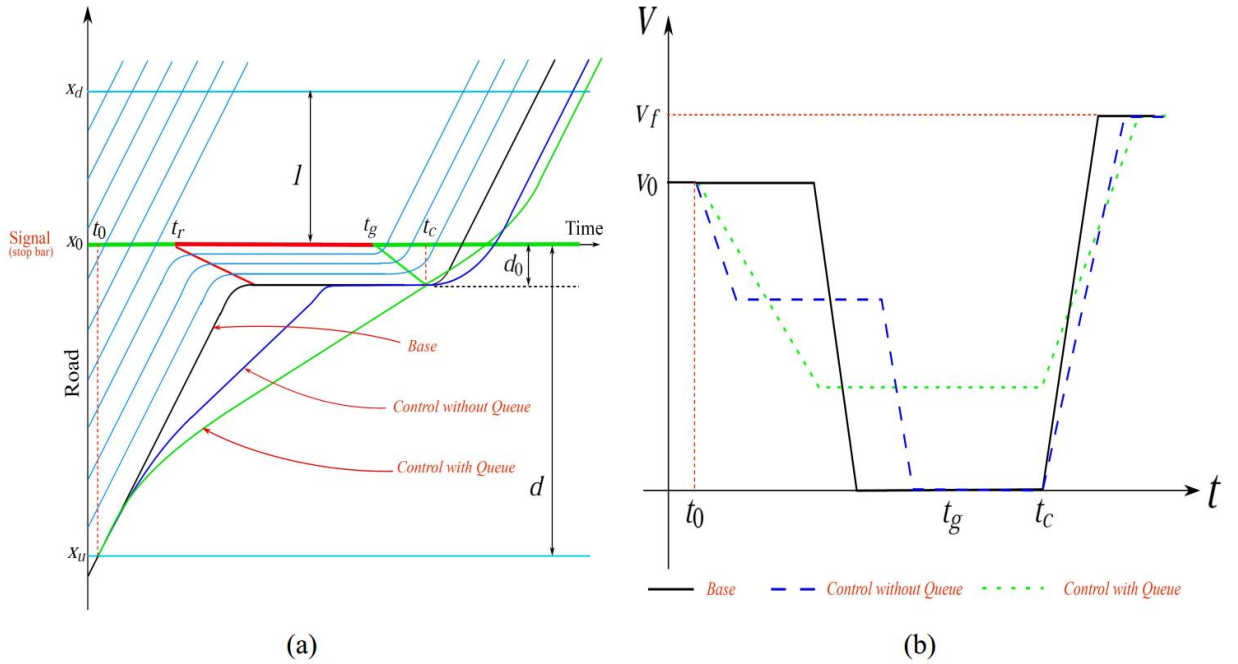 x_d
l
Signal
(stop bar)
x_0
t_0
t_r
t_g
t_c
Time
d_0
Road
Base
Control without Queue
Control with Queue
d
x_u
(a)
V
V_f
V_0
t_0
t_g
t_c
t
Base
Control without Queue
Control with Queue
(b)